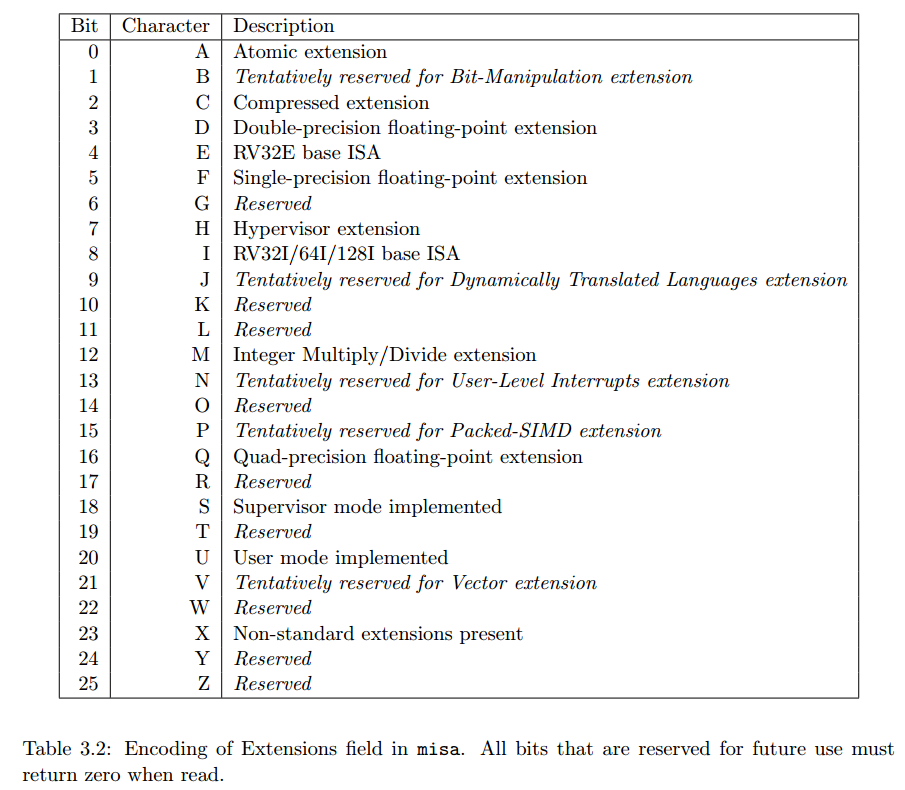 Bit Character Description
0 A Atomic extension
1 B Tentatively reserved for Bit-Manipulation extension
2 C Compressed extension
3 D Double-precision floating-point extension
4 E RV32E base ISA
5 F Single-precision floating-point extension
6 G Reserved
7 H Hypervisor extension
8 I RV32I/64I/128I base ISA
9 J Tentatively reserved for Dynamically Translated Languages extension
10 K Reserved
11 L Reserved
12 M Integer Multiply/Divide extension
13 N Tentatively reserved for User-Level Interrupts extension
14 O Reserved
15 P Tentatively reserved for Packed-SIMD extension
16 Q Quad-precision floating-point extension
17 R Reserved
18 S Supervisor mode implemented
19 T Reserved
20 U User mode implemented
21 V Tentatively reserved for Vector extension
22 W Reserved
23 X Non-standard extensions present
24 Y Reserved
25 Z Reserved
Table 3.2: Encoding of Extensions field in misa. All bits that are reserved for future use must
return zero when read.